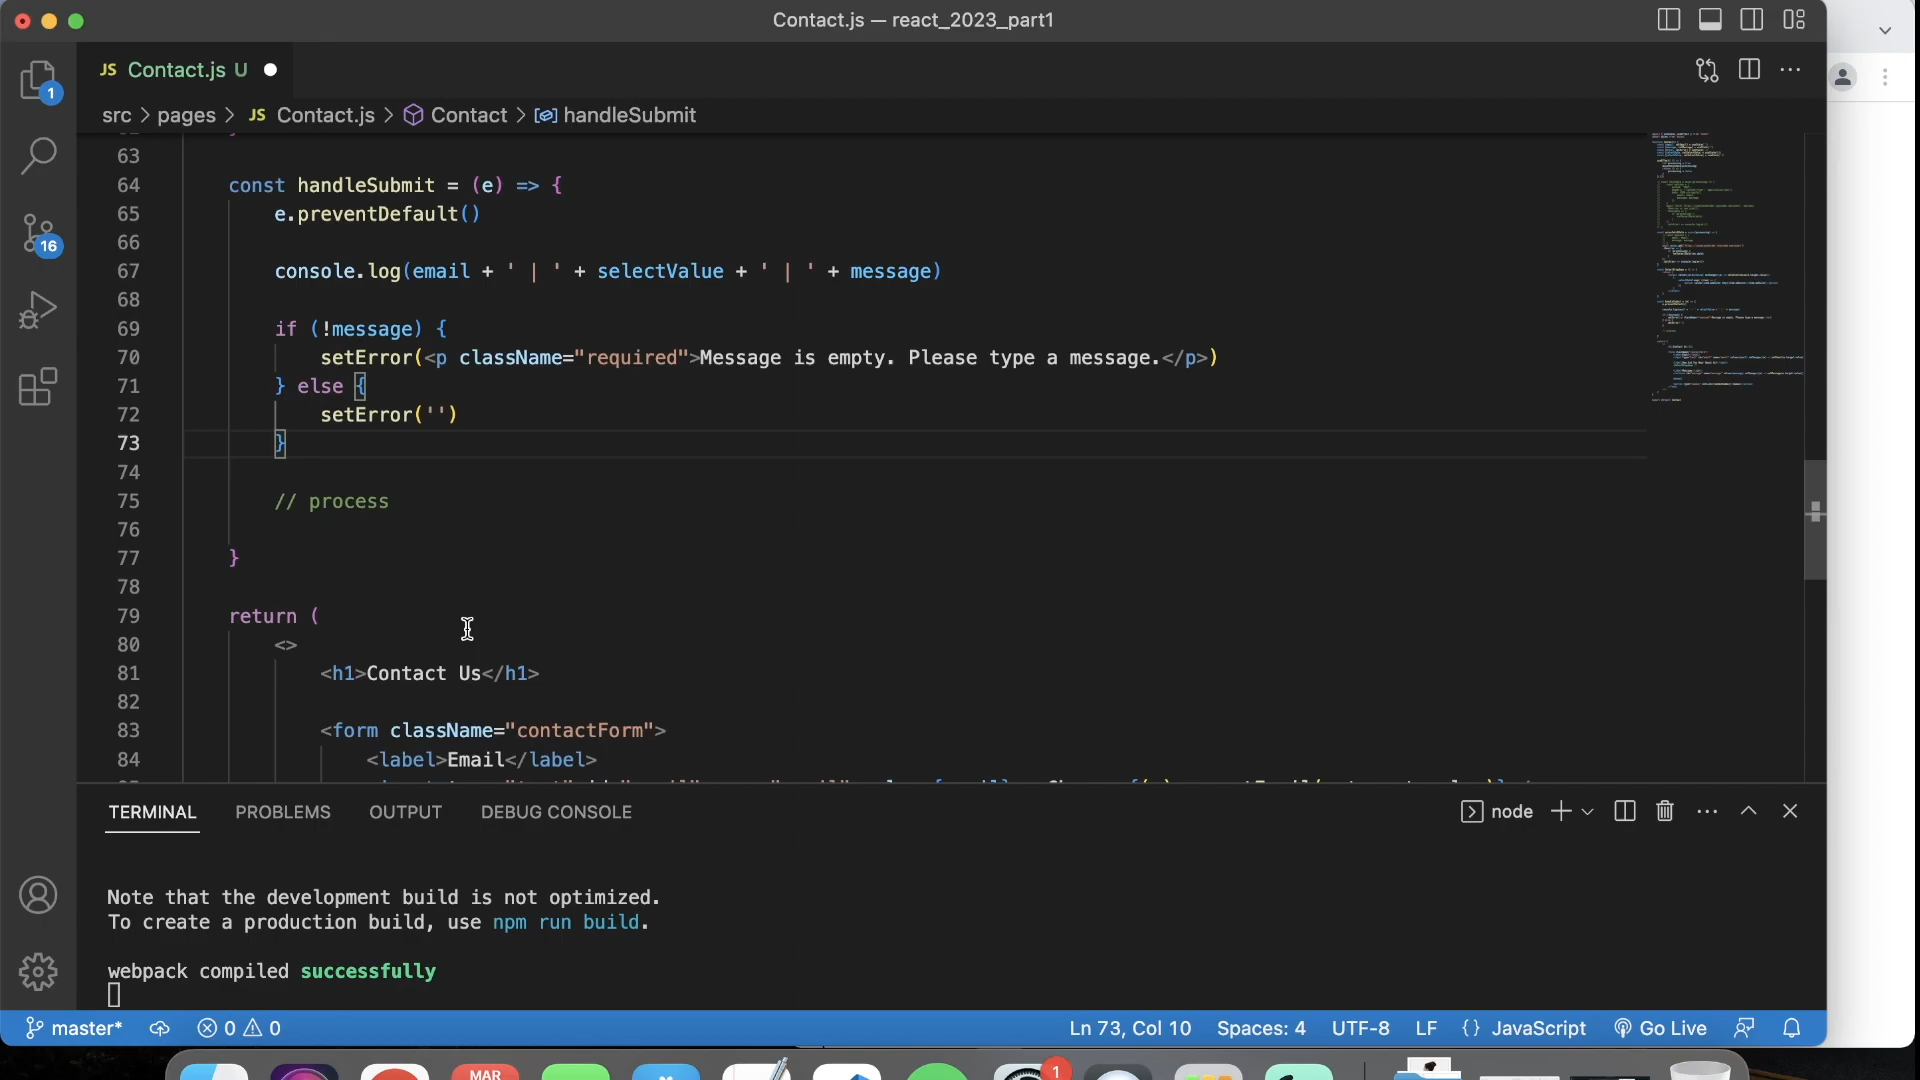 Contact.js — react_2023_part1
JS Contact.js U
1
src > pages > JS Contact.js > Contact > handleSubmit
63
64 const handleSubmit = (e) => {
65 e.preventDefault()
66
67 console.log(email + ' | ' + selectValue + ' | ' + message)
68
69 if (!message) {
70 setError(<p className="required">Message is empty. Please type a message.</p>)
71 } else {
72 setError('')
73 }
74
75 // process
76
77 }
78
79 return (
80 <>
81 <h1>Contact Us</h1>
82
83 <form className="contactForm">
84 <label>Email</label>
16
TERMINAL PROBLEMS OUTPUT DEBUG CONSOLE node
Note that the development build is not optimized.
To create a production build, use npm run build.
webpack compiled successfully
master* 0 0 Ln 73, Col 10 Spaces: 4 UTF-8 LF {} JavaScript Go Live
MAR 1